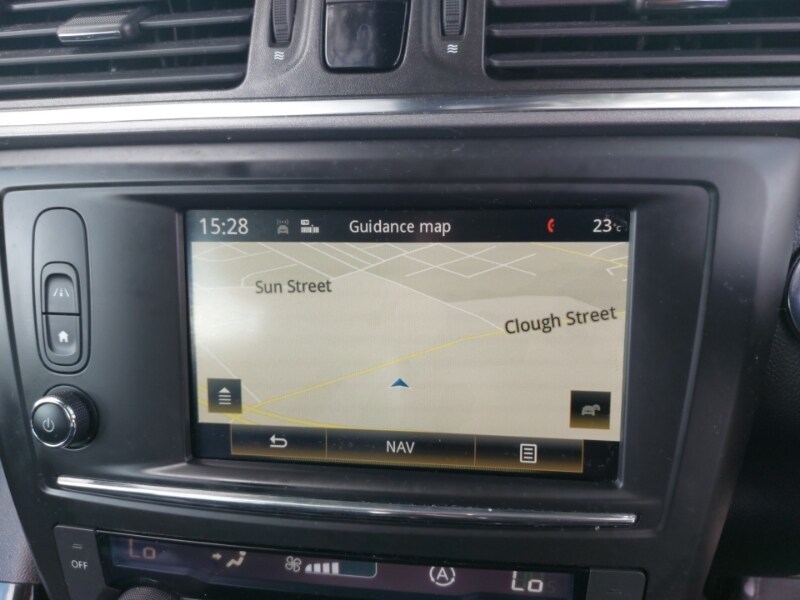 15:28 Guidance map 23°C
Sun Street
Clough Street
NAV
OFF
Lo A Lo